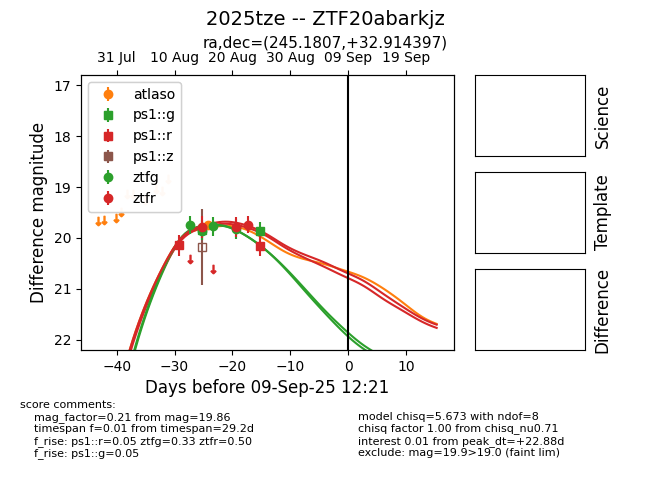 2025tze -- ZTF20abarkjz
ra,dec=(245.1807,+32.914397)
31 Jul 10 Aug 20 Aug 30 Aug 09 Sep 19 Sep
17
18
19
20
21
22
Difference magnitude
atlaso
ps1::g
ps1::r
ps1::z
ztfg
ztfr
−40 −30 −20 −10 0 10
Days before 09-Sep-25 12:21
Science
Template
Difference
score comments:
mag_factor=0.21 from mag=19.86
timespan f=0.01 from timespan=29.2d
f_rise: ps1::r=0.05 ztfg=0.33 ztfr=0.50
f_rise: ps1::g=0.05
model chisq=5.673 with ndof=8
chisq factor 1.00 from chisq_nu0.71
interest 0.01 from peak_dt=+22.88d
exclude: mag=19.9>19.0 (faint lim)